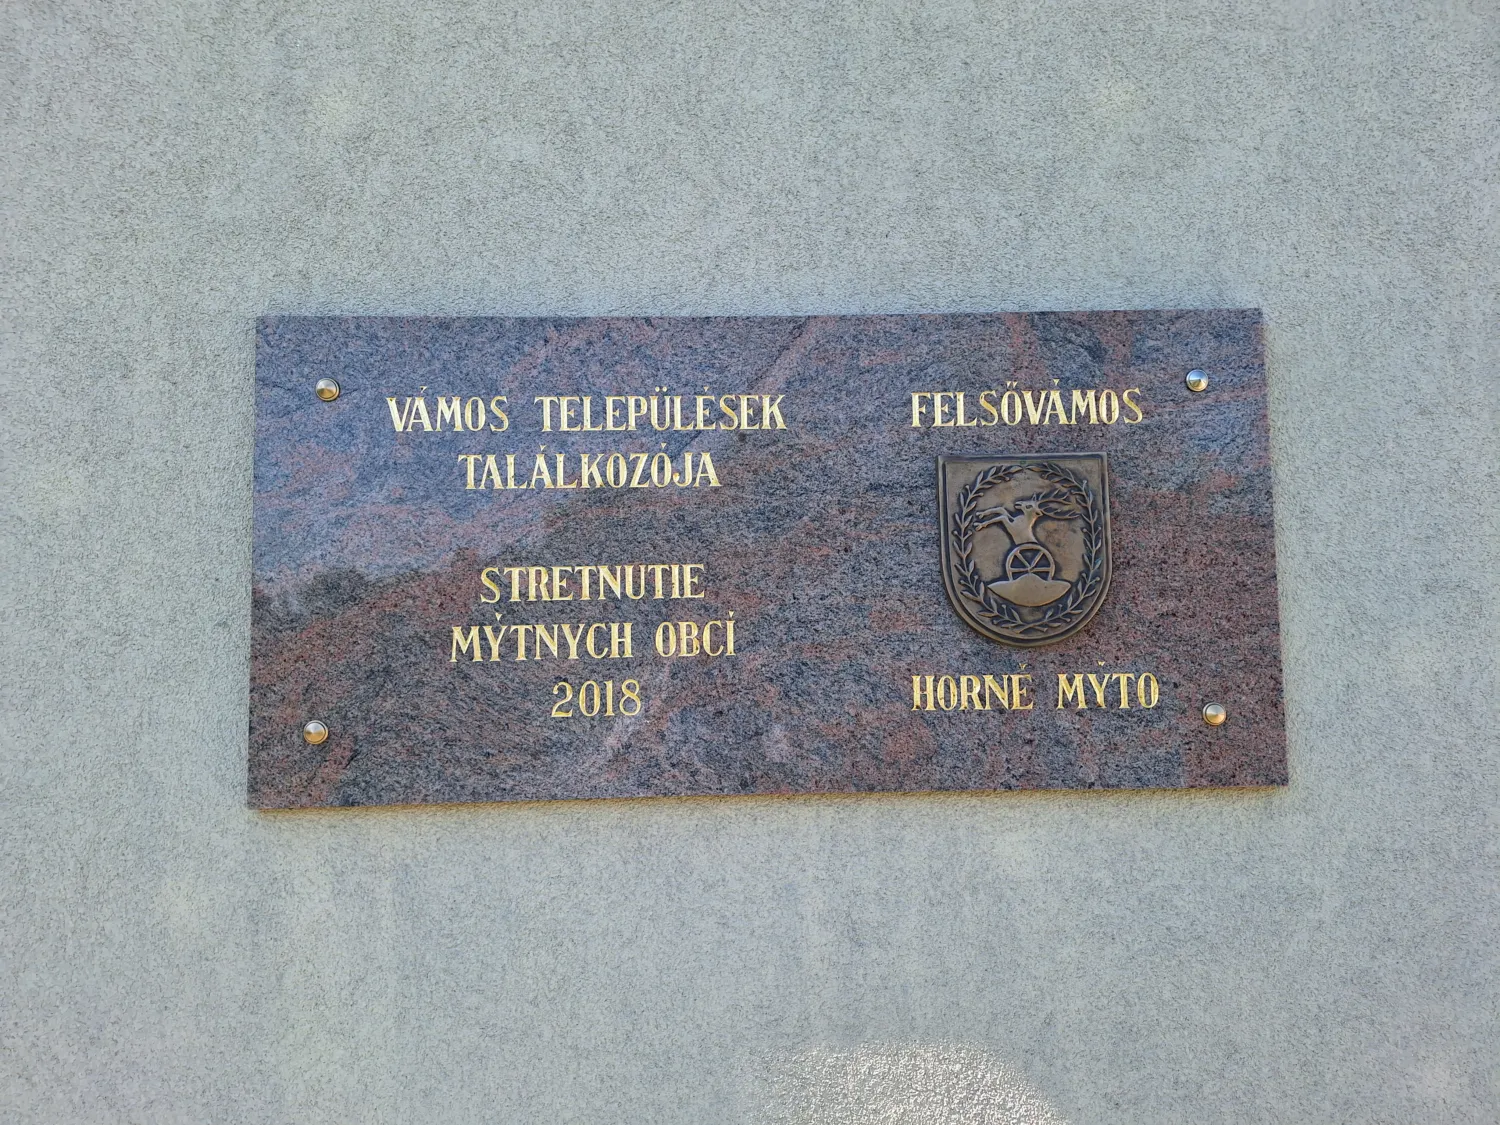 VÁMOS TELEPÜLÉSEK
TALÁLKOZÓJA
STRETNUTIE
MÝTNYCH OBCÍ
2018
FELSŐVÁMOS
HORNÉ MÝTO